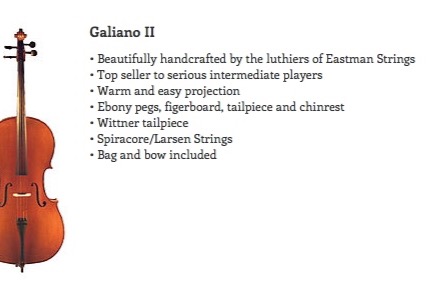 Galiano II
• Beautifully handcrafted by the luthiers of Eastman Strings
• Top seller to serious intermediate players
• Warm and easy projection
• Ebony pegs, figerboard, tailpiece and chinrest
• Wittner tailpiece
• Spiracore/Larsen Strings
• Bag and bow included